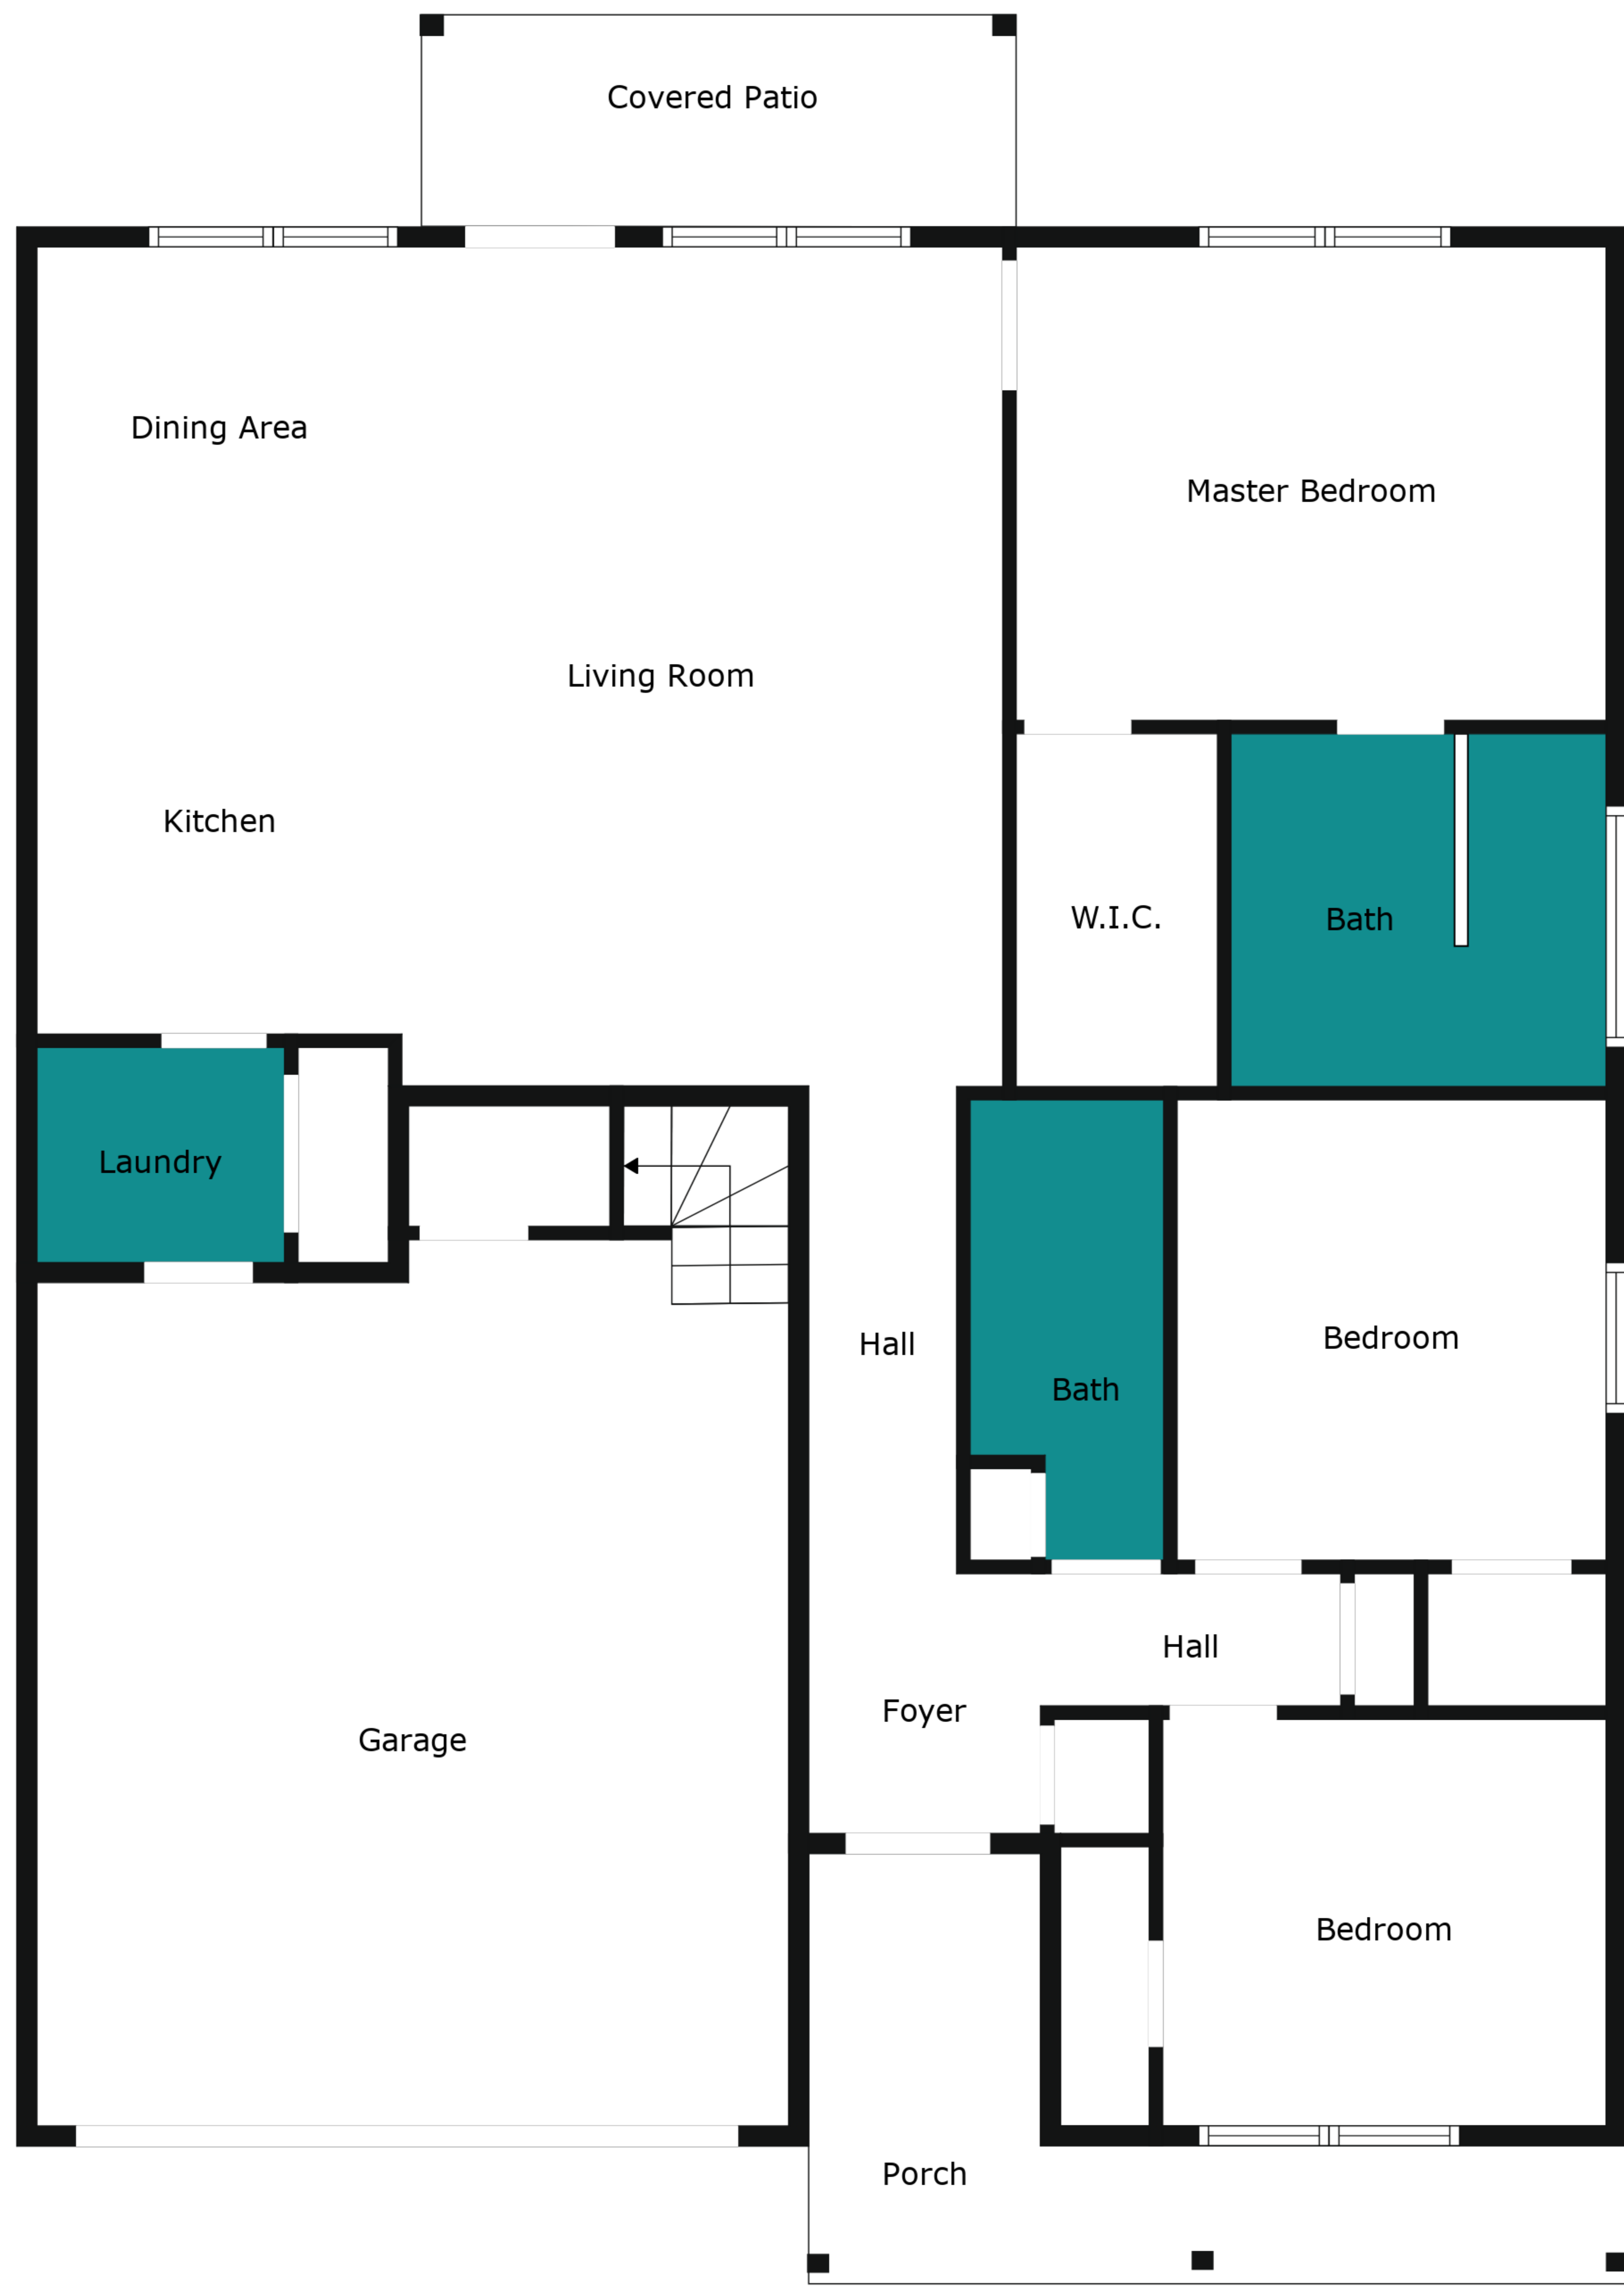 Covered Patio
Dining Area
Master Bedroom
Living Room
Kitchen
W.I.C.
Bath
Laundry
Hall
Bedroom
Bath
Hall
Foyer
Garage
Bedroom
Porch